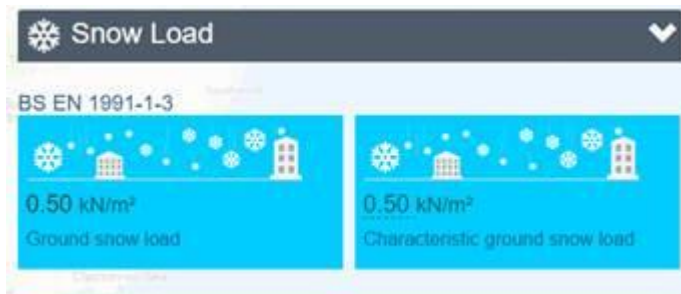 Snow Load
BS EN 1991-1-3
0.50 kN/m²
Ground snow load
0.50 kN/m²
Characteristic ground snow load